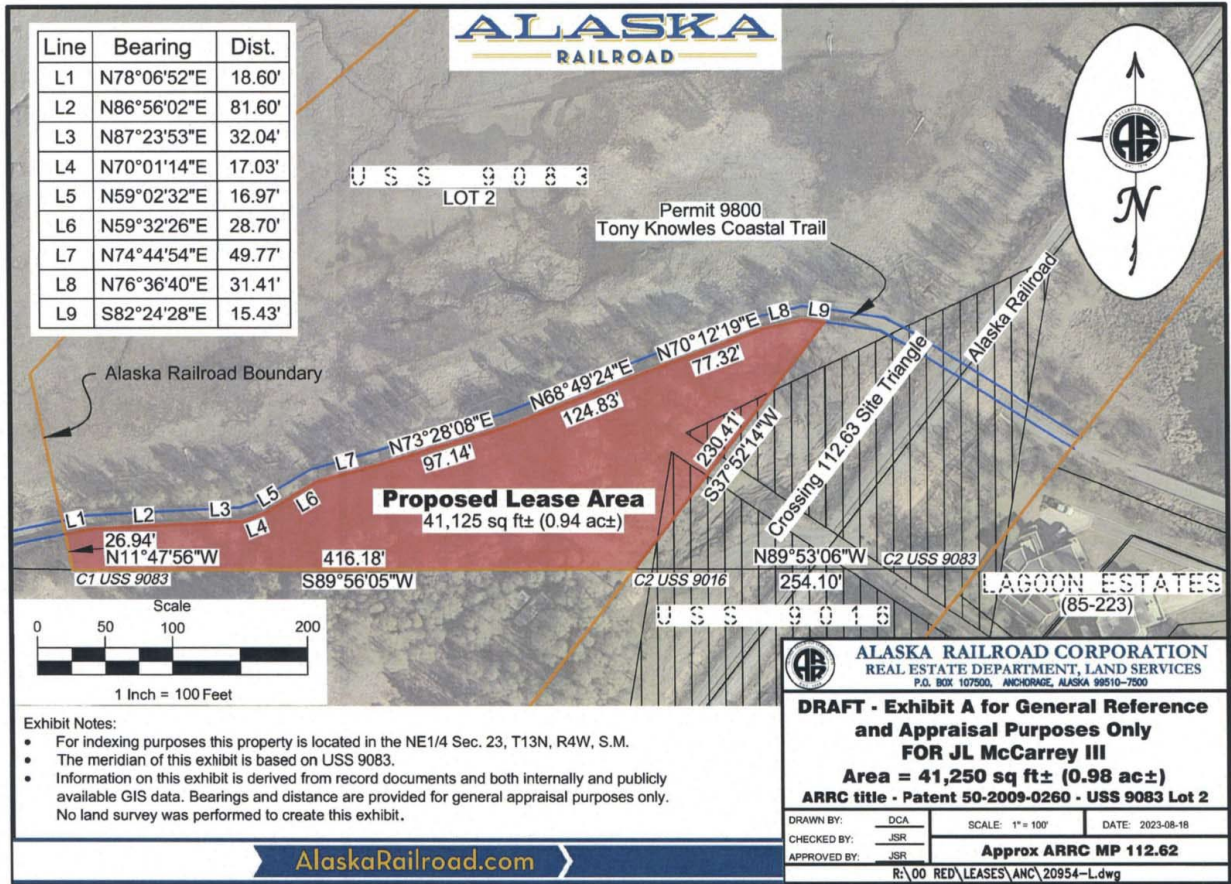 ALASKA
RAILROAD
Line Bearing Dist.
L1 N78°06'52"E 18.60'
L2 N86°56'02"E 81.60'
L3 N87°23'53"E 32.04'
L4 N70°01'14"E 17.03'
L5 N59°02'32"E 16.97'
L6 N59°32'26"E 28.70'
L7 N74°44'54"E 49.77'
L8 N76°36'40"E 31.41'
L9 S82°24'28"E 15.43'
USS 9083
LOT 2
Permit 9800
Tony Knowles Coastal Trail
N
Alaska Railroad Boundary
Alaska Railroad
Crossing 112.63 Site Triangle
L1
L2
L3
L4
L5
L6
L7
N73°28'08"E
97.14'
N68°49'24"E
124.83'
N70°12'19"E
77.32'
L8
L9
230.41'
S37°52'14"W
Proposed Lease Area
41,125 sq ft± (0.94 ac±)
26.94'
N11°47'56"W
416.18'
S89°56'05"W
C1 USS 9083
C2 USS 9016
N89°53'06"W
254.10'
C2 USS 9083
USS 9016
LAGOON ESTATES
(85-223)
Scale
0 50 100 200
1 Inch = 100 Feet
Exhibit Notes:
• For indexing purposes this property is located in the NE1/4 Sec. 23, T13N, R4W, S.M.
• The meridian of this exhibit is based on USS 9083.
• Information on this exhibit is derived from record documents and both internally and publicly
available GIS data. Bearings and distance are provided for general appraisal purposes only.
No land survey was performed to create this exhibit.
AlaskaRailroad.com
ALASKA RAILROAD CORPORATION
REAL ESTATE DEPARTMENT, LAND SERVICES
P.O. BOX 107500, ANCHORAGE, ALASKA 99510-7500
DRAFT - Exhibit A for General Reference
and Appraisal Purposes Only
FOR JL McCarrey III
Area = 41,250 sq ft± (0.98 ac±)
ARRC title - Patent 50-2009-0260 - USS 9083 Lot 2
DRAWN BY: DCA
CHECKED BY: JSR
APPROVED BY: JSR
SCALE: 1" = 100' DATE: 2023-08-18
Approx ARRC MP 112.62
R:\00 RED\LEASES\ANC\20954-L.dwg